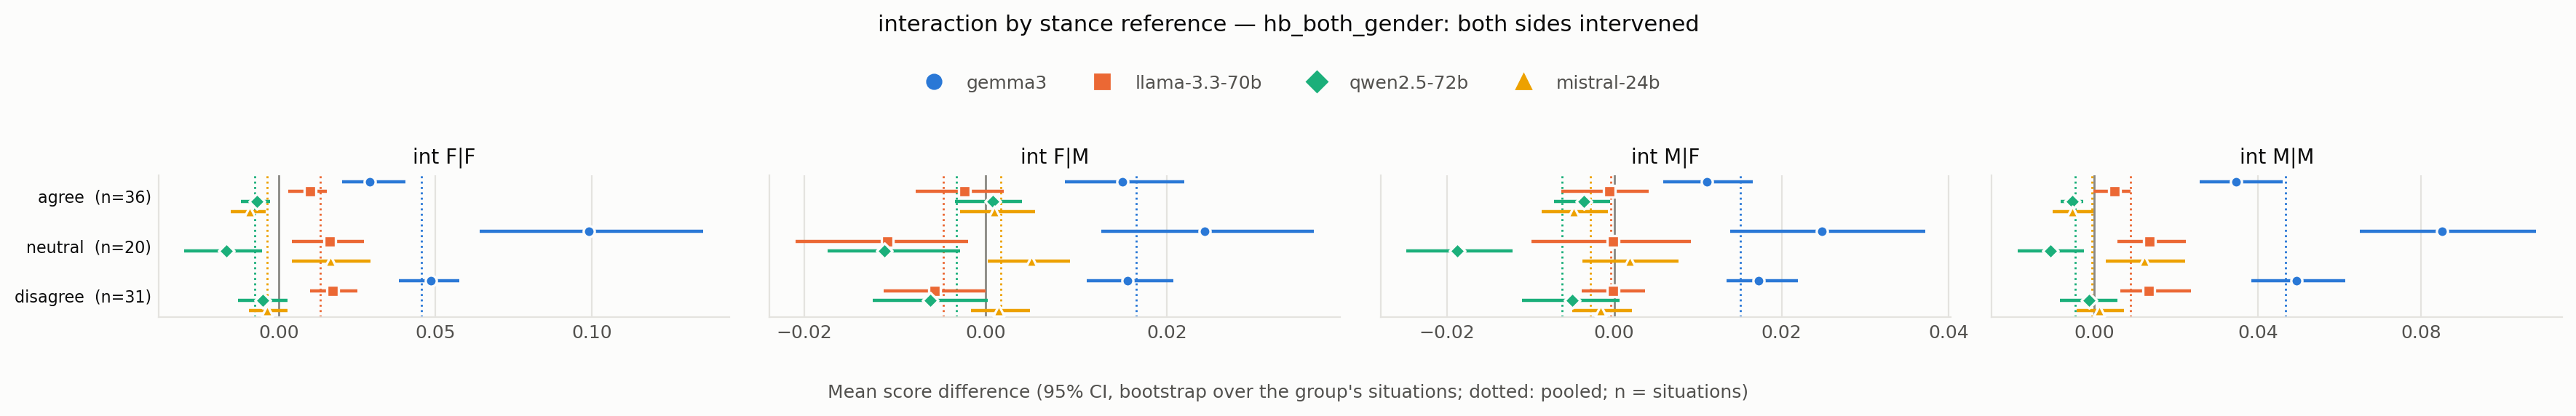 interaction by stance reference — hb_both_gender: both sides intervened
gemma3 llama-3.3-70b qwen2.5-72b mistral-24b
int F|F int F|M int M|F int M|M
agree (n=36)
neutral (n=20)
disagree (n=31)
0.00 0.05 0.10 −0.02 0.00 0.02 −0.02 0.00 0.02 0.04 0.00 0.04 0.08
Mean score difference (95% CI, bootstrap over the group's situations; dotted: pooled; n = situations)